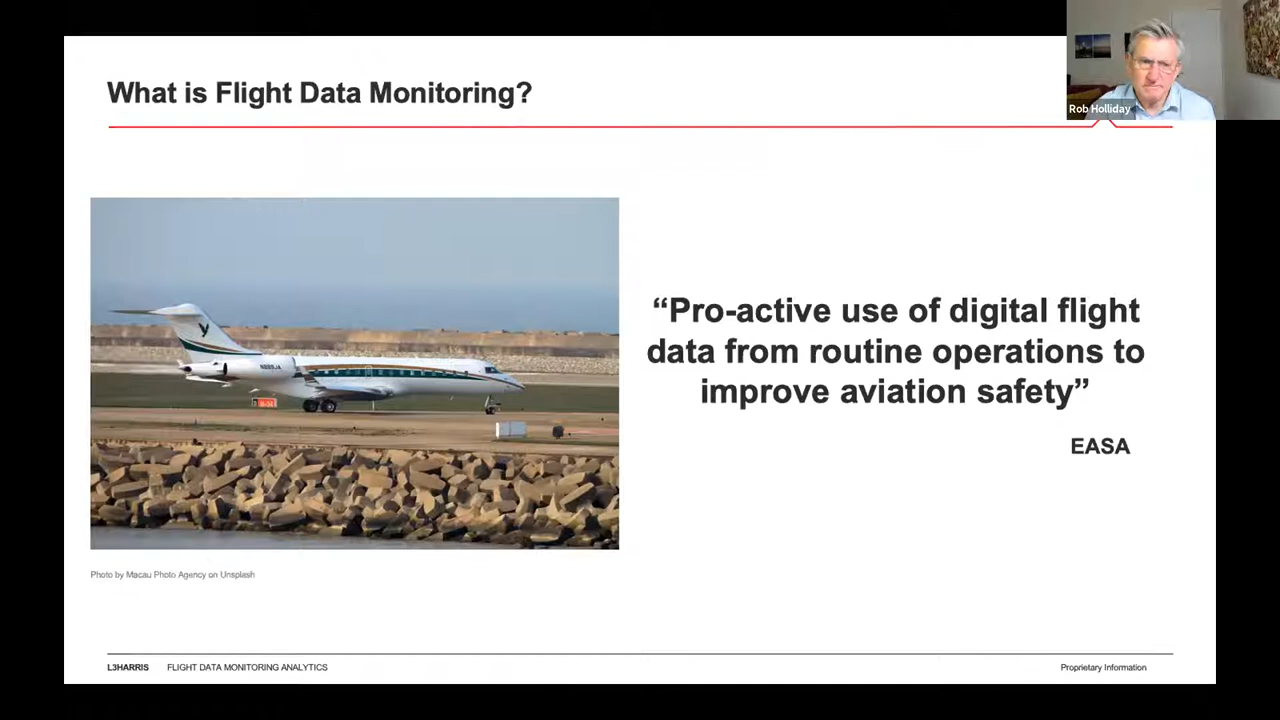 What is Flight Data Monitoring?
Rob Holliday
“Pro-active use of digital flight
data from routine operations to
improve aviation safety”
EASA
Photo by Macau Photo Agency on Unsplash
L3HARRIS FLIGHT DATA MONITORING ANALYTICS
Proprietary Information